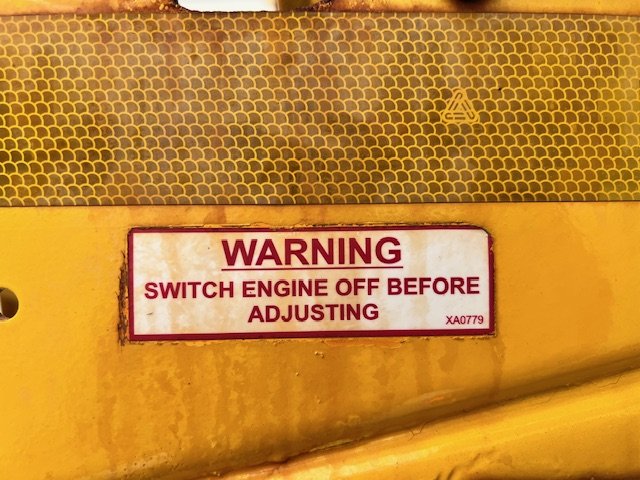 WARNING
SWITCH ENGINE OFF BEFORE
ADJUSTING
XA0779